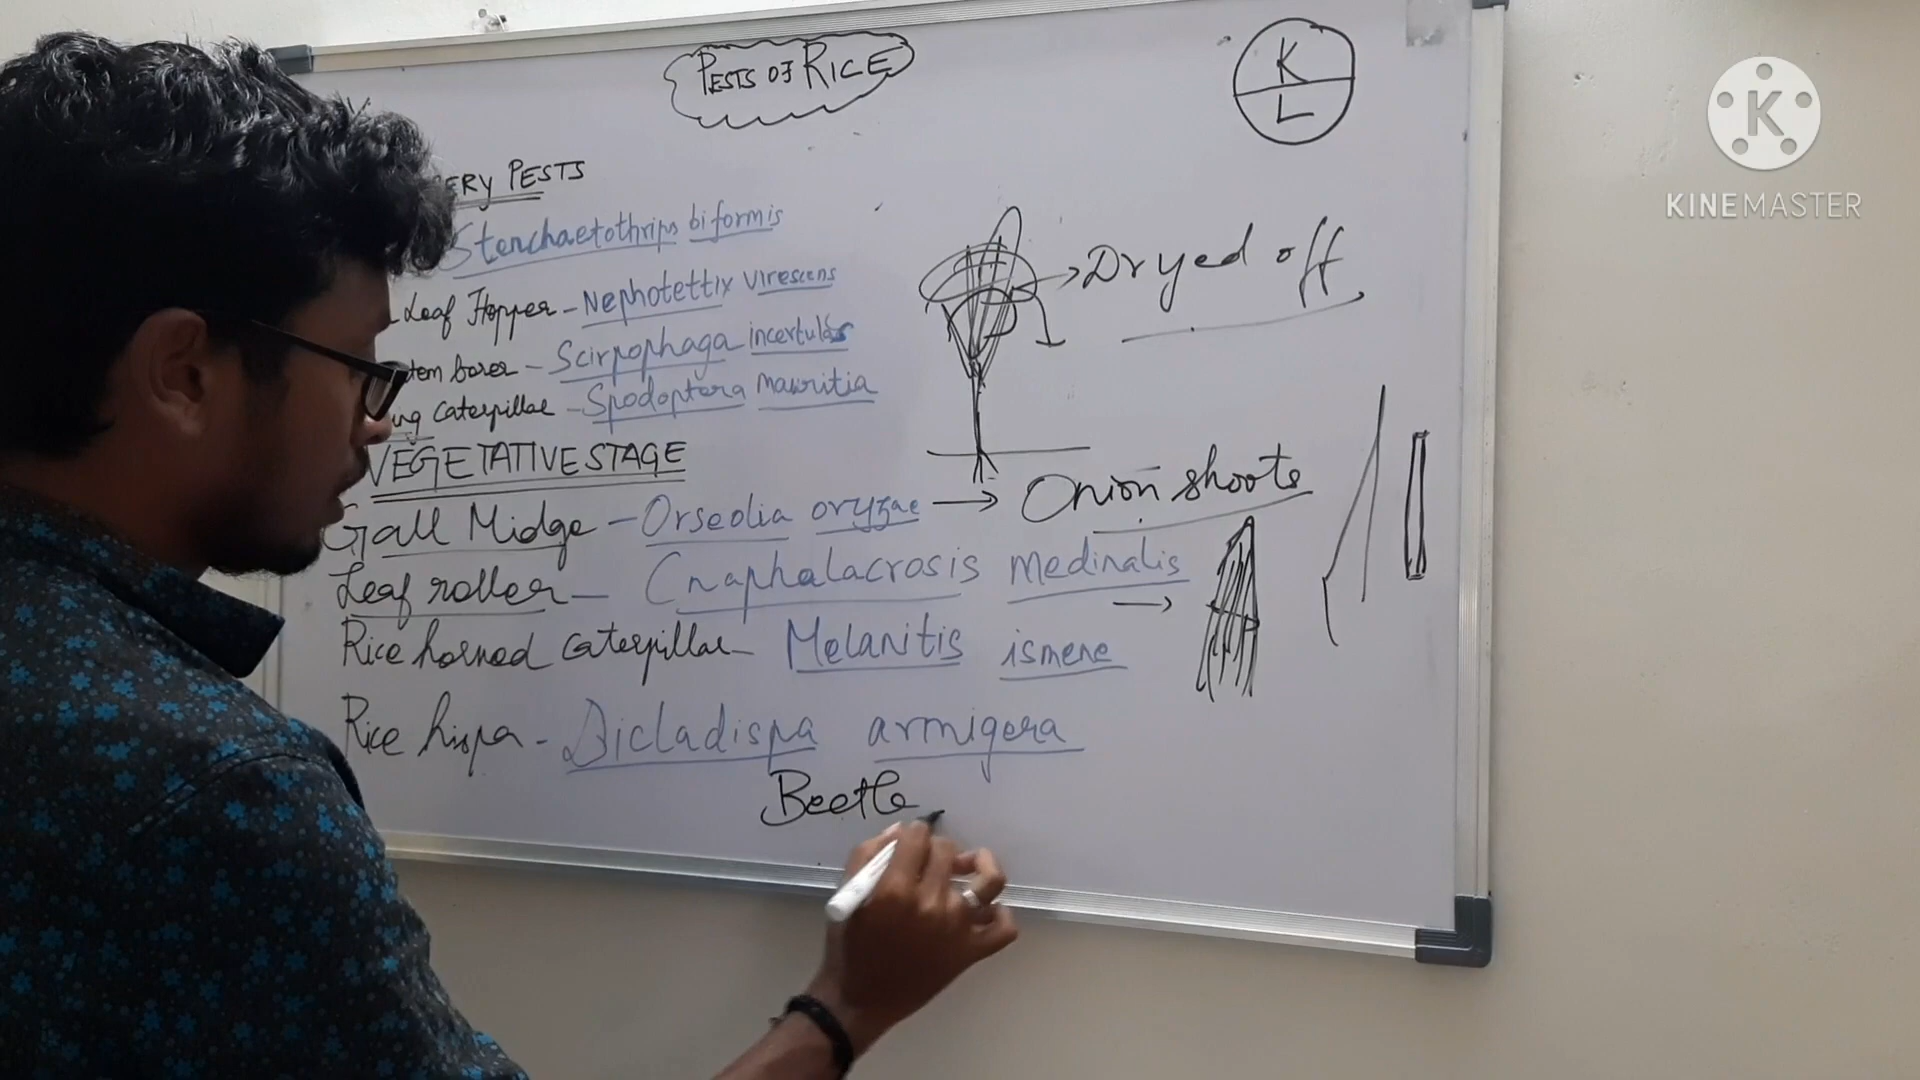 PESTS OF RICE
K
L
K
KINEMASTER
ERY PESTS
Stenchaetothrips biformis
Leaf Hopper - Nephotettix virescens
tem borer - Scirpophaga incertulas
ng caterpillar - Spodoptera mauritia
Dryed off
VEGETATIVE STAGE
Gall Midge - Orseolia oryzae → Onion shoots
Leaf roller - Cnaphalacrosis medinalis →
Rice horned caterpillar - Melanitis ismene
Rice hispa - Dicladispa armigera
Beetle